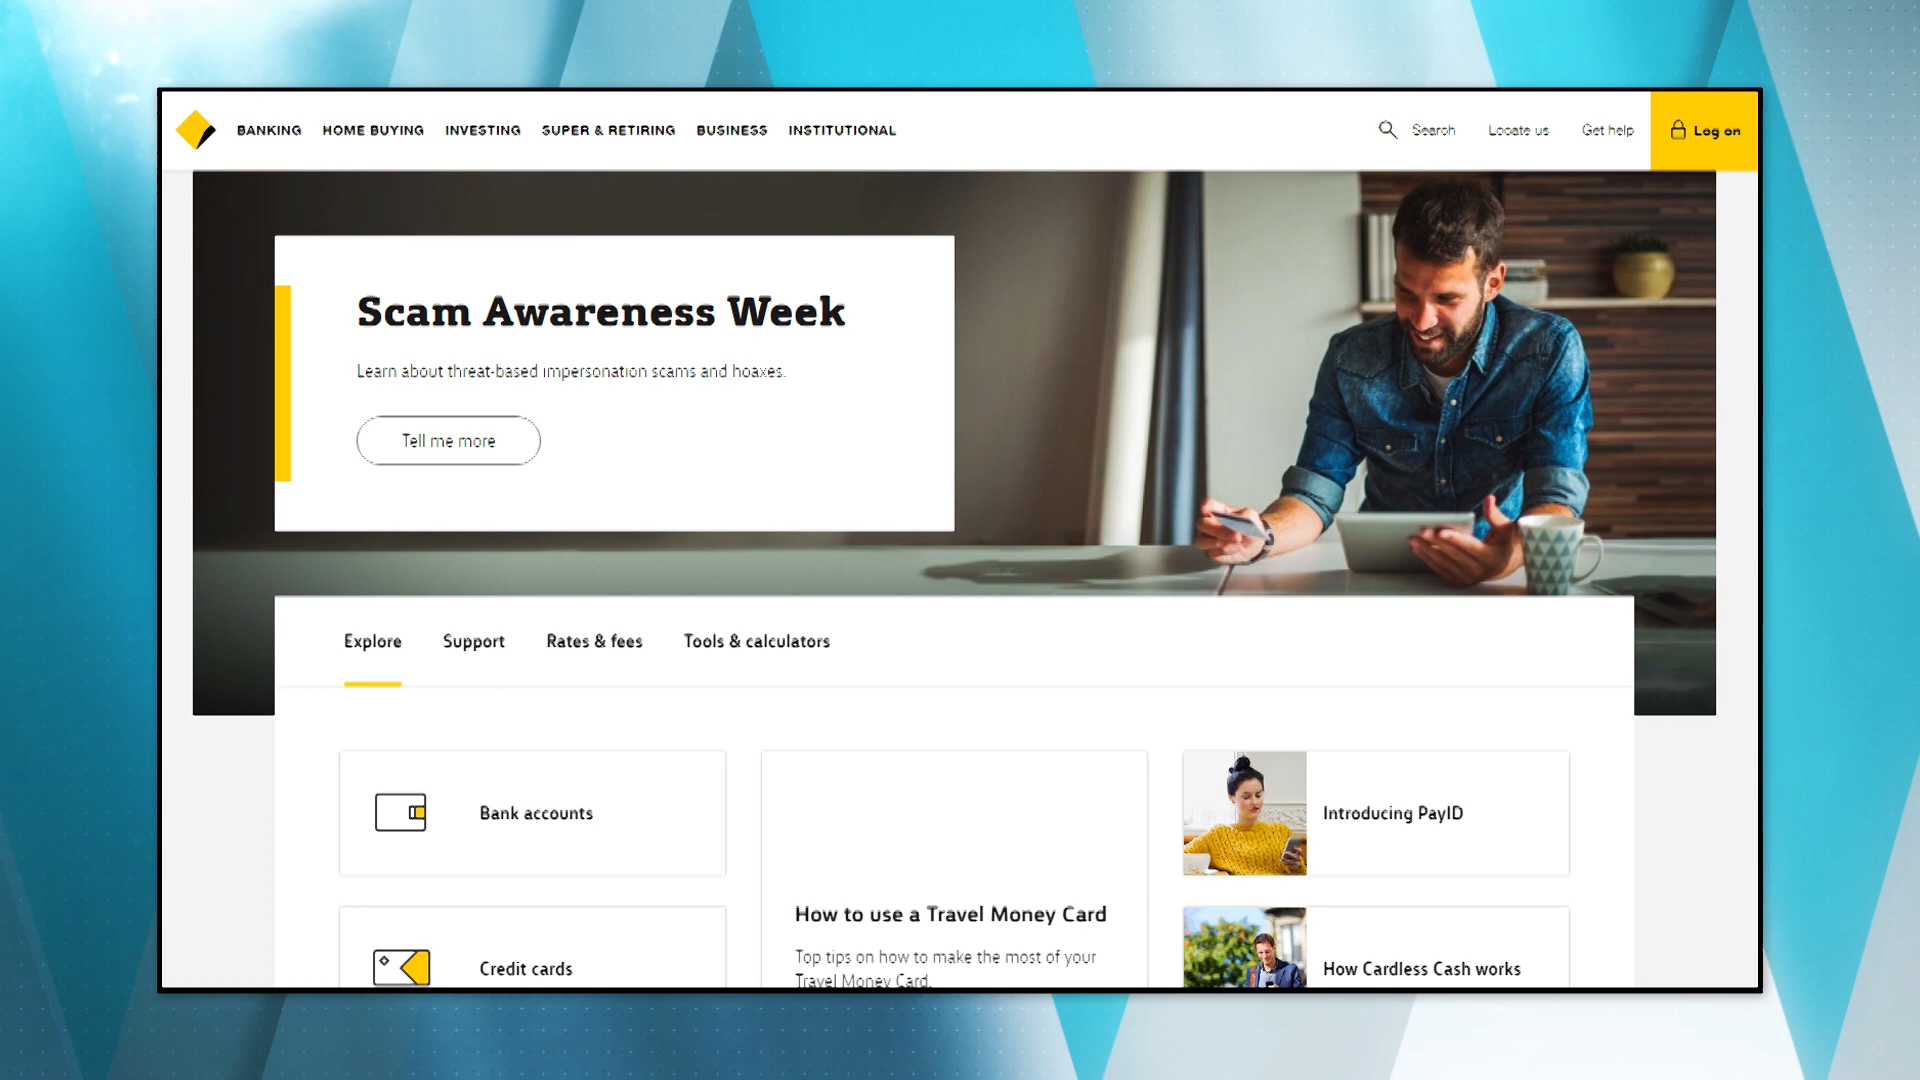 BANKING HOME BUYING INVESTING SUPER & RETIRING BUSINESS INSTITUTIONAL Search Locate us Get help Log on
Scam Awareness Week
Learn about threat-based impersonation scams and hoaxes.
Tell me more
Explore Support Rates & fees Tools & calculators
Bank accounts
Credit cards
How to use a Travel Money Card
Top tips on how to make the most of your
Travel Money Card.
Introducing PayID
How Cardless Cash works